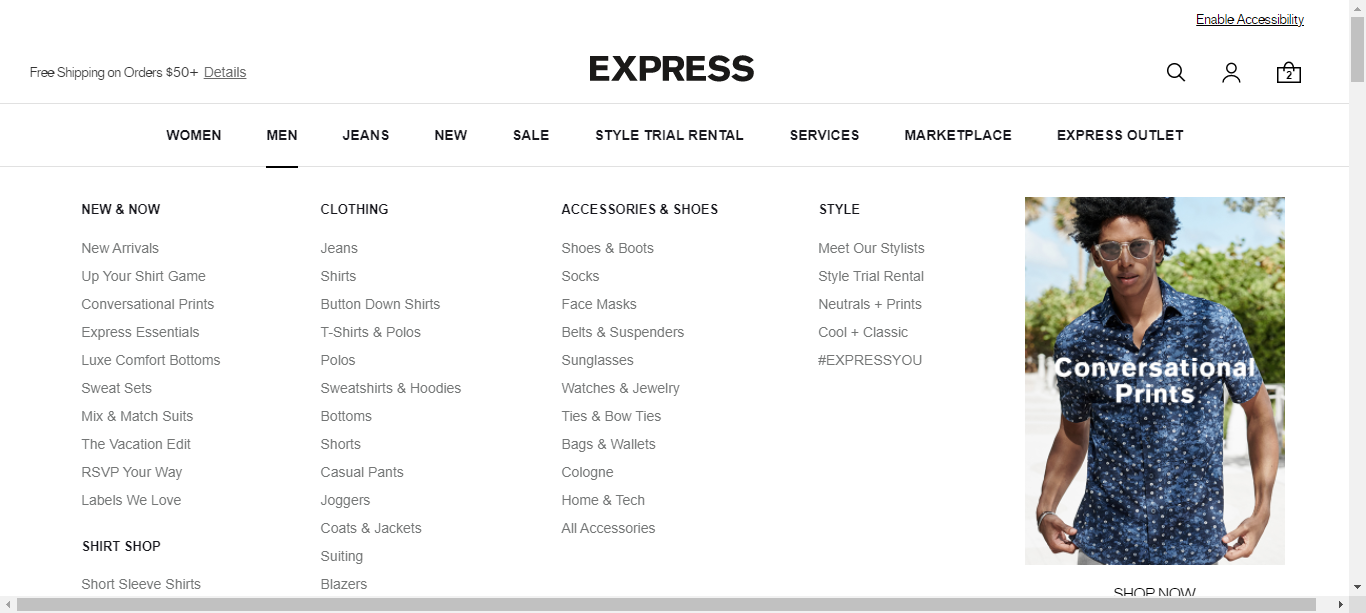 Enable Accessibility
Free Shipping on Orders $50+ Details
EXPRESS
2
WOMEN MEN JEANS NEW SALE STYLE TRIAL RENTAL SERVICES MARKETPLACE EXPRESS OUTLET
NEW & NOW
New Arrivals
Up Your Shirt Game
Conversational Prints
Express Essentials
Luxe Comfort Bottoms
Sweat Sets
Mix & Match Suits
The Vacation Edit
RSVP Your Way
Labels We Love
SHIRT SHOP
Short Sleeve Shirts
CLOTHING
Jeans
Shirts
Button Down Shirts
T-Shirts & Polos
Polos
Sweatshirts & Hoodies
Bottoms
Shorts
Casual Pants
Joggers
Coats & Jackets
Suiting
Blazers
ACCESSORIES & SHOES
Shoes & Boots
Socks
Face Masks
Belts & Suspenders
Sunglasses
Watches & Jewelry
Ties & Bow Ties
Bags & Wallets
Cologne
Home & Tech
All Accessories
STYLE
Meet Our Stylists
Style Trial Rental
Neutrals + Prints
Cool + Classic
#EXPRESSYOU
Conversational
Prints
SHOP NOW